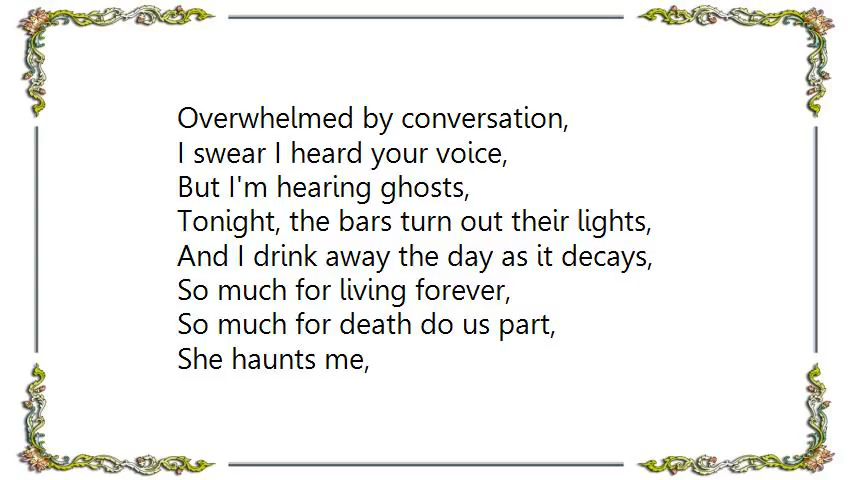 Overwhelmed by conversation,
I swear I heard your voice,
But I'm hearing ghosts,
Tonight, the bars turn out their lights,
And I drink away the day as it decays,
So much for living forever,
So much for death do us part,
She haunts me,